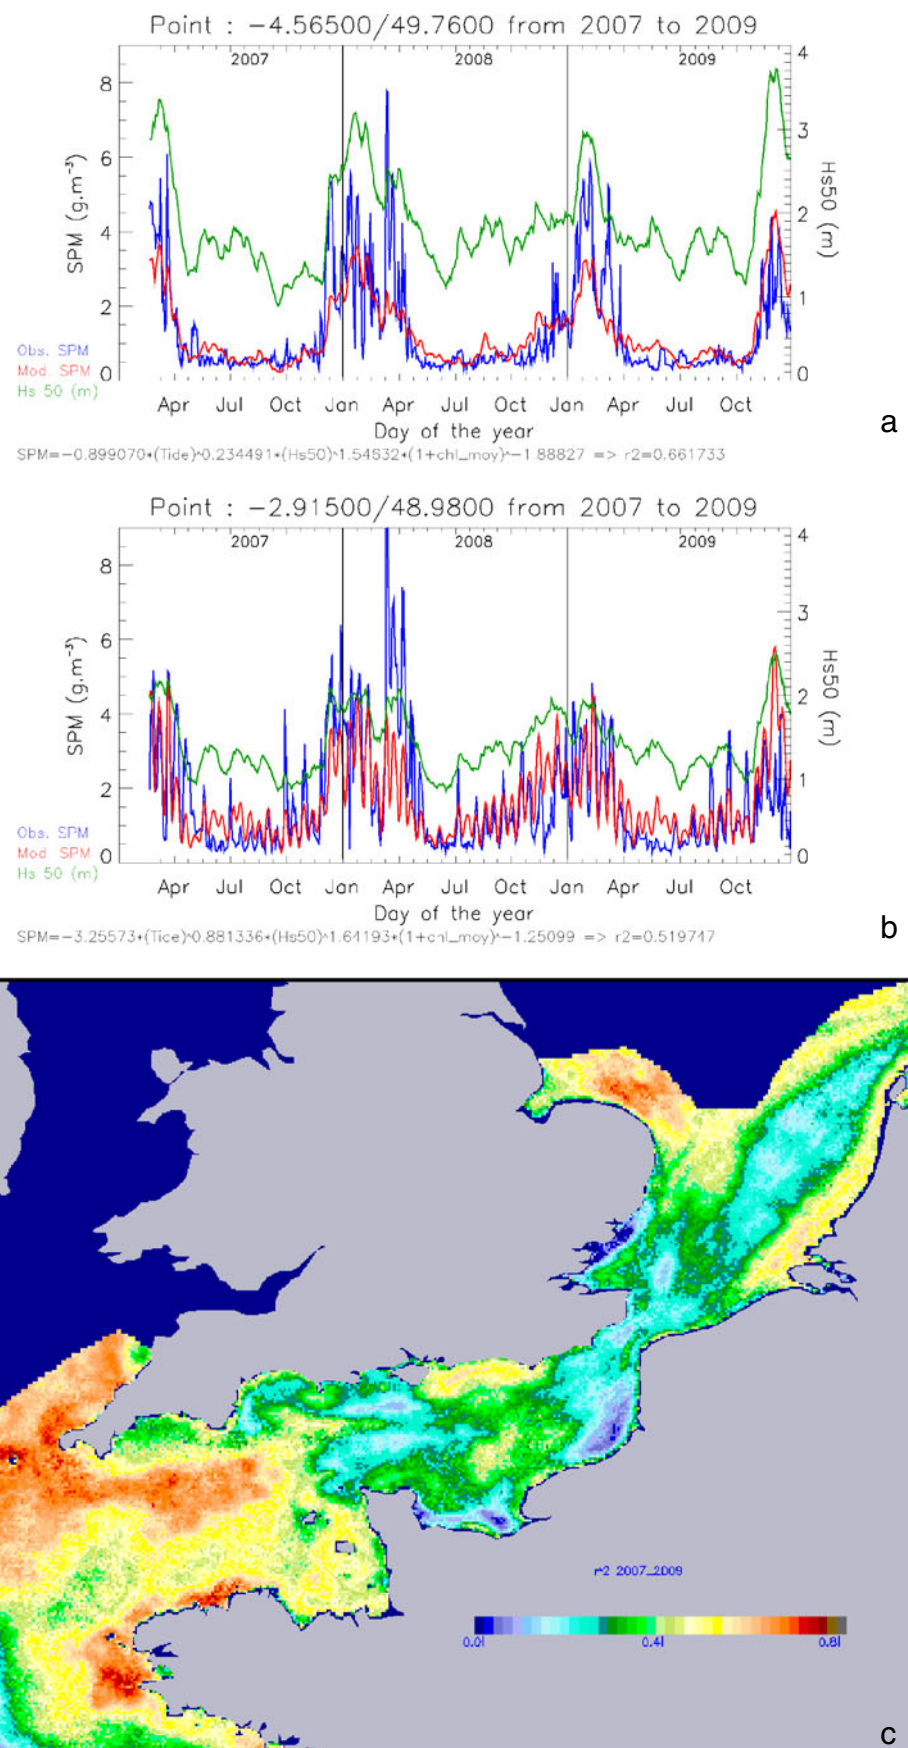 Point : -4.56500/49.7600 from 2007 to 2009
2007 2008 2009
8
6
4
2
0
SPM (g.m⁻³)
4
3
2
1
0
Hs50 (m)
Obs. SPM
Mod. SPM
Hs 50 (m)
Apr Jul Oct Jan Apr Jul Oct Jan Apr Jul Oct
Day of the year
a
SPM=-0.899070*(Tide)^0.234491*(Hs50)^1.54632*(1+chl_moy)^-1.88827 => r2=0.661733
Point : -2.91500/48.9800 from 2007 to 2009
2007 2008 2009
8
6
4
2
0
SPM (g.m⁻³)
4
3
2
1
0
Hs50 (m)
Obs. SPM
Mod. SPM
Hs 50 (m)
Apr Jul Oct Jan Apr Jul Oct Jan Apr Jul Oct
Day of the year
b
SPM=-3.25573*(Tice)^0.881336*(Hs50)^1.64193*(1+chl_moy)^-1.25099 => r2=0.519747
r^2 2007_2009
0.0| 0.4| 0.8|
c